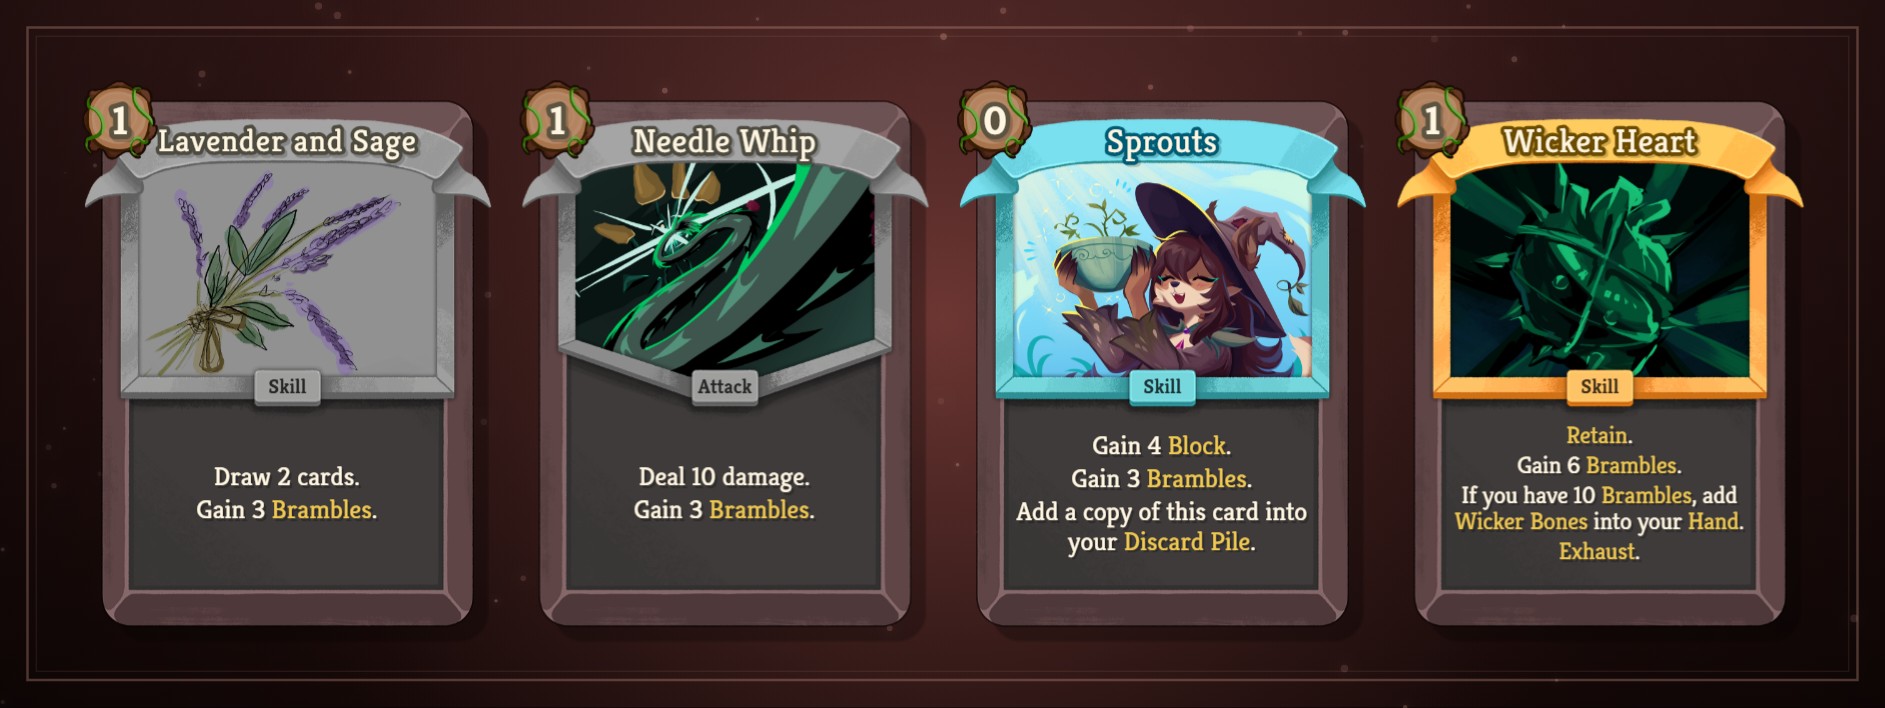 1
Lavender and Sage
Skill
Draw 2 cards.
Gain 3 Brambles.
1
Needle Whip
Attack
Deal 10 damage.
Gain 3 Brambles.
0
Sprouts
Skill
Gain 4 Block.
Gain 3 Brambles.
Add a copy of this card into
your Discard Pile.
1
Wicker Heart
Skill
Retain.
Gain 6 Brambles.
If you have 10 Brambles, add
Wicker Bones into your Hand.
Exhaust.